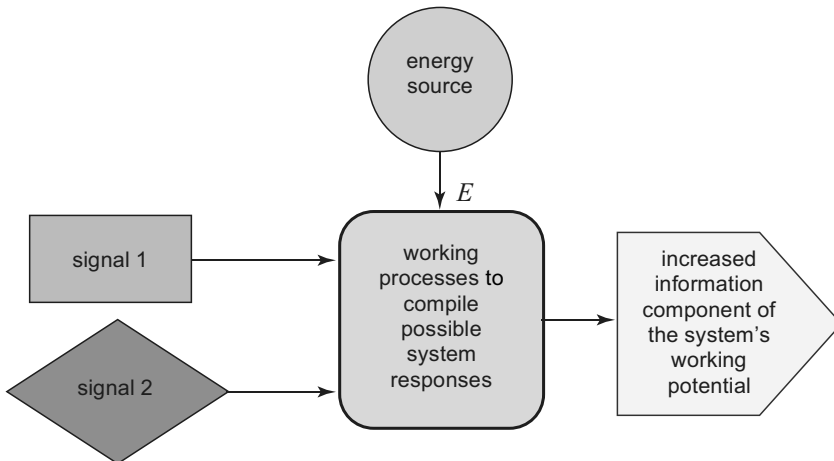 energy
source
E
signal 1
working
processes to
compile
possible
system
responses
increased
information
component of
the system's
working
potential
signal 2